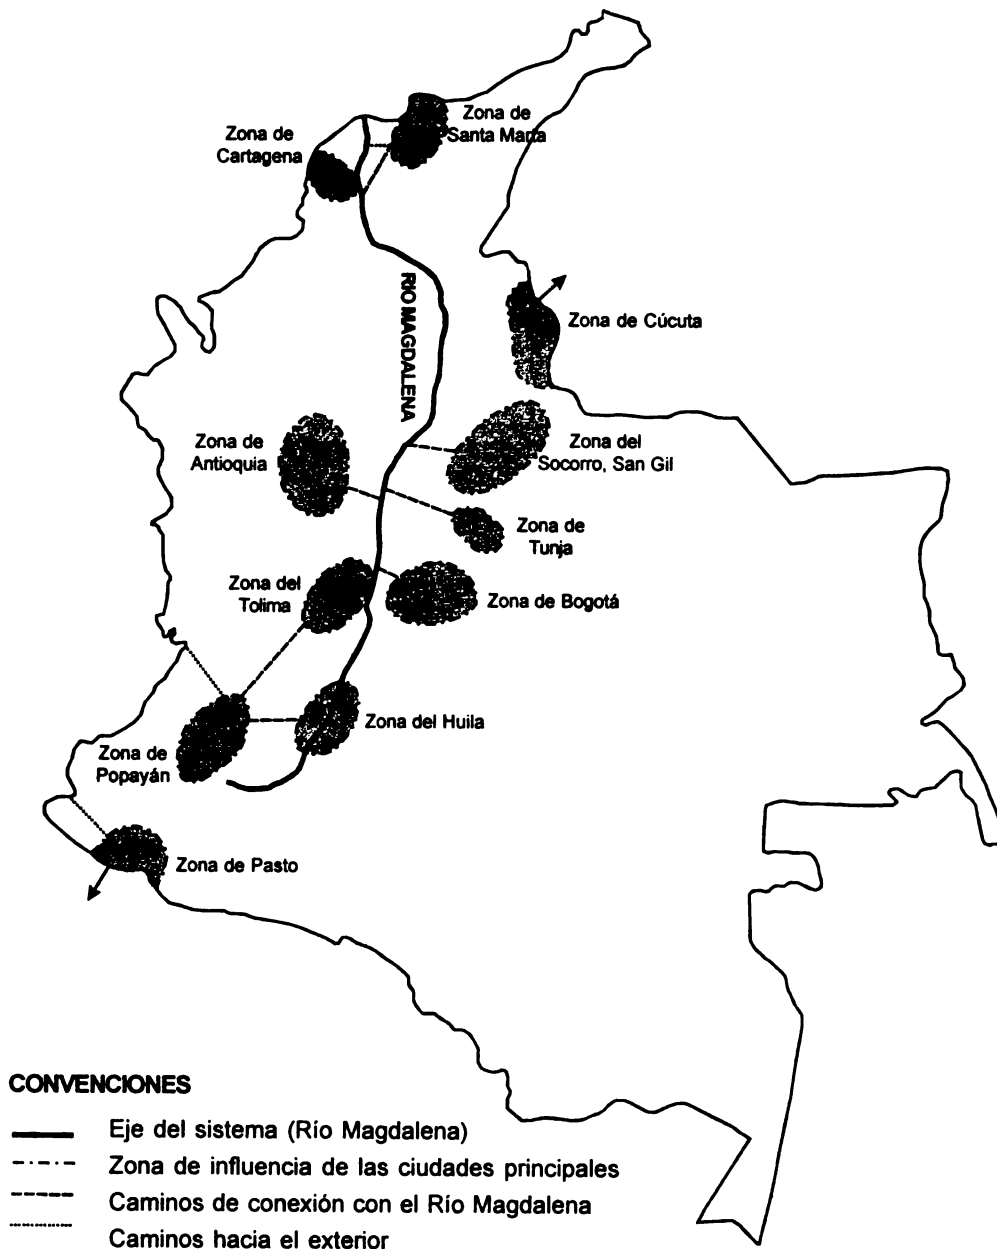 Zona de
Santa Marta
Zona de
Cartagena
RIO MAGDALENA
Zona de Cúcuta
Zona de
Antioquia
Zona del
Socorro, San Gil
Zona de
Tunja
Zona del
Tolima
Zona de Bogotá
Zona del Huila
Zona de
Popayán
Zona de Pasto
CONVENCIONES
Eje del sistema (Río Magdalena)
Zona de influencia de las ciudades principales
Caminos de conexión con el Río Magdalena
Caminos hacia el exterior